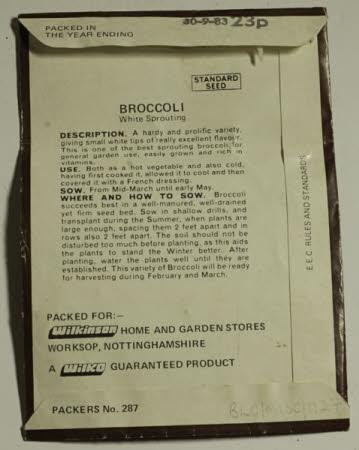 PACKED IN
THE YEAR ENDING
30-9-83 23p
STANDARD
SEED
BROCCOLI
White Sprouting
DESCRIPTION. A hardy and prolific variety,
giving small white tips of really excellent flavour.
This is one of the best sprouting broccoli for
general garden use, easily grown and rich in
vitamins.
USE. Both as a hot vegetable and also cold,
having first cooked it, allowed it to cool and then
covered it with a French dressing.
SOW. From Mid-March until early May.
WHERE AND HOW TO SOW. Broccoli
succeeds best in a well-manured, well-drained
yet firm seed bed. Sow in shallow drills, and
transplant during the Summer, when plants are
large enough, spacing them 2 feet apart and in
rows also 2 feet apart. The soil should not be
disturbed too much before planting, as this aids
the plants to stand the Winter better. After
planting, water the plants well until they are
established. This variety of Broccoli will be ready
for harvesting during February and March.
E.E.C. RULES AND STANDARDS
PACKED FOR:—
Wilkinson HOME AND GARDEN STORES
WORKSOP, NOTTINGHAMSHIRE
A Wilko GUARANTEED PRODUCT
PACKERS No. 287